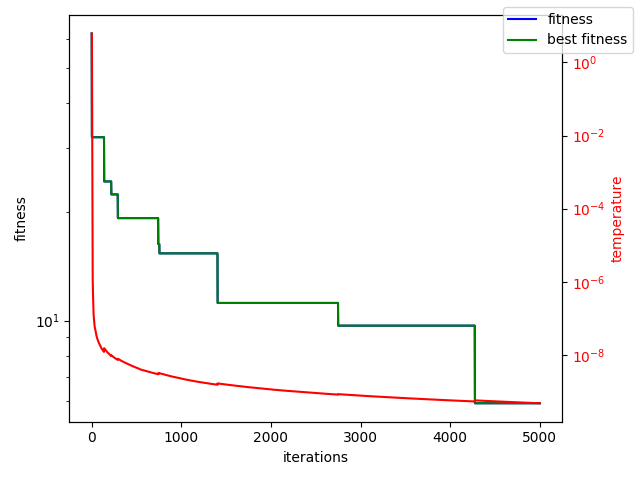 fitness
best fitness
10^0
10^-2
10^-4
10^-6
10^-8
temperature
fitness
10^1
0 1000 2000 3000 4000 5000
iterations